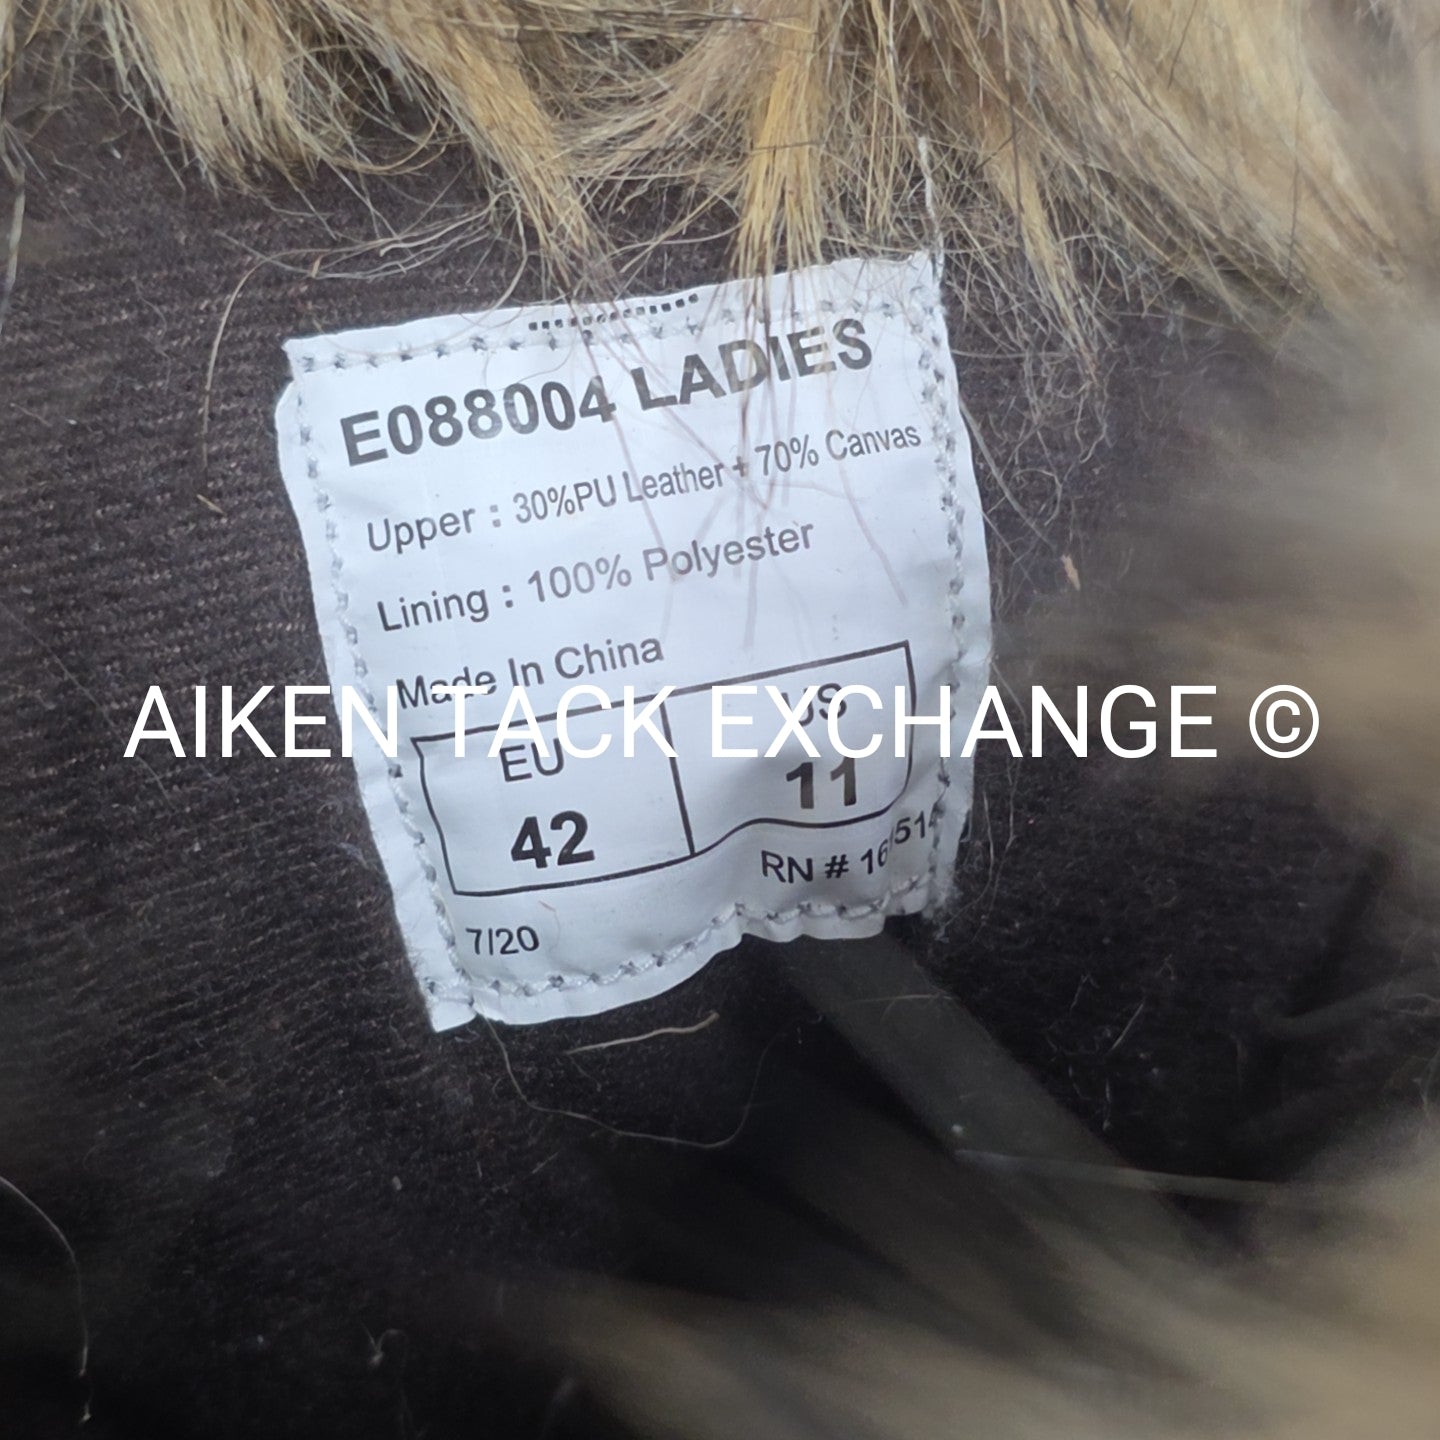 E088004 LADIES
Upper : 30%PU Leather + 70% Canvas
Lining : 100% Polyester
Made In China
AIKEN TACK EXCHANGE ©
EU US
42 11
RN #
7/20